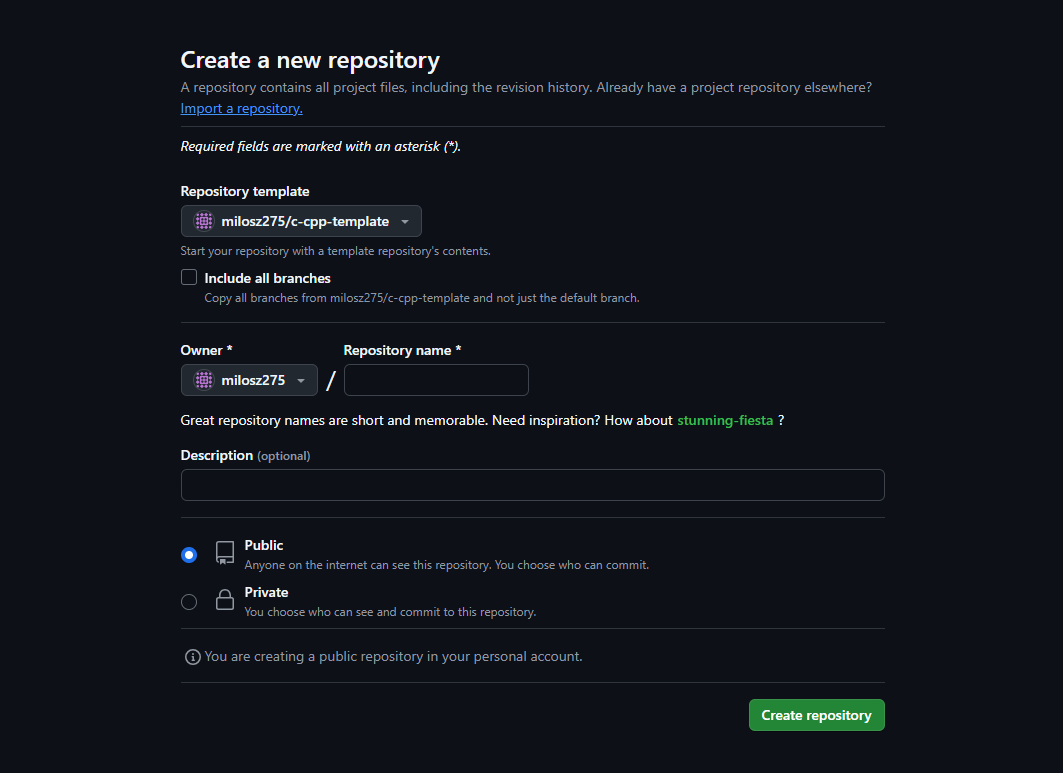 Create a new repository
A repository contains all project files, including the revision history. Already have a project repository elsewhere?
Import a repository.
Required fields are marked with an asterisk (*).
Repository template
milosz275/c-cpp-template
Start your repository with a template repository's contents.
Include all branches
Copy all branches from milosz275/c-cpp-template and not just the default branch.
Owner * Repository name *
milosz275 /
Great repository names are short and memorable. Need inspiration? How about stunning-fiesta ?
Description (optional)
Public
Anyone on the internet can see this repository. You choose who can commit.
Private
You choose who can see and commit to this repository.
You are creating a public repository in your personal account.
Create repository